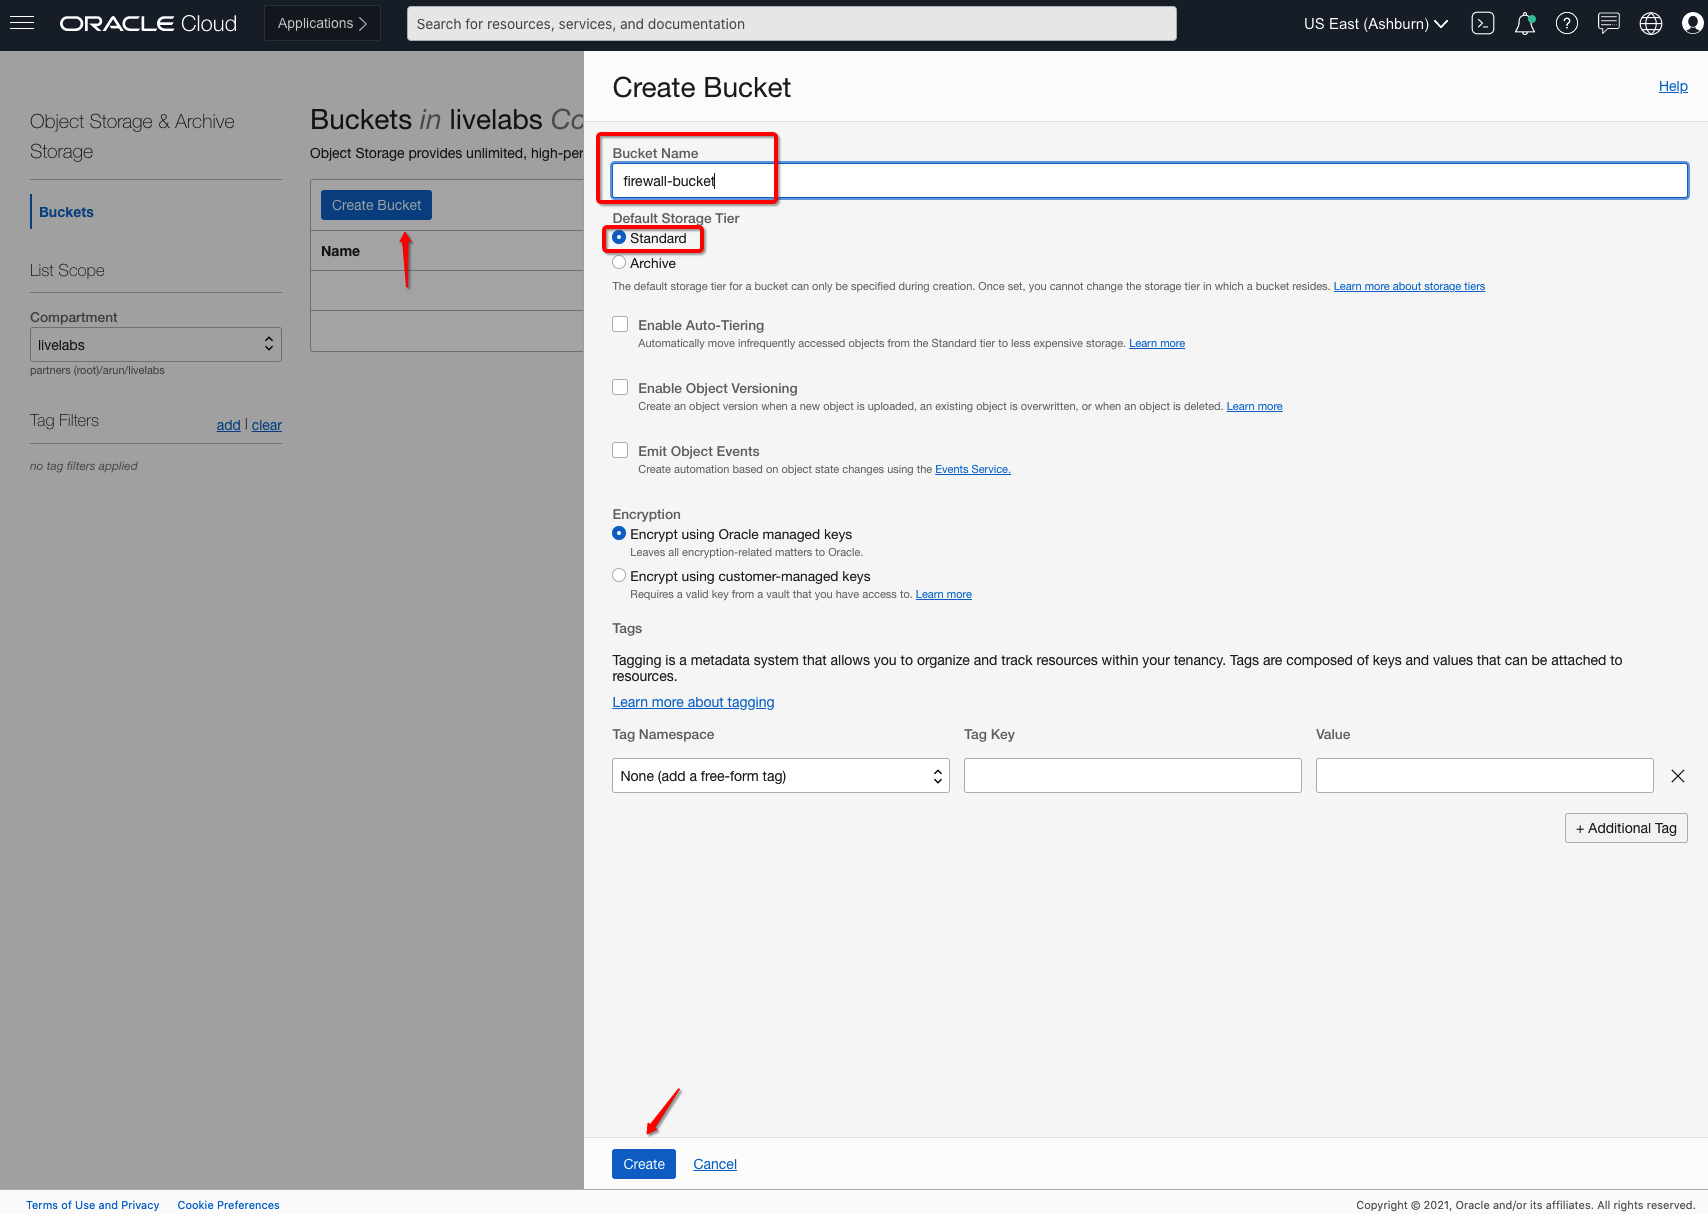 ORACLE Cloud
Applications
Search for resources, services, and documentation
US East (Ashburn)
Object Storage & Archive
Storage
Buckets
List Scope
Compartment
livelabs
partners (root)/arun/livelabs
Tag Filters
add | clear
no tag filters applied
Buckets in livelabs Co
Object Storage provides unlimited, high-per
Create Bucket
Name
Create Bucket
Help
Bucket Name
firewall-bucket
Default Storage Tier
Standard
Archive
The default storage tier for a bucket can only be specified during creation. Once set, you cannot change the storage tier in which a bucket resides. Learn more about storage tiers
Enable Auto-Tiering
Automatically move infrequently accessed objects from the Standard tier to less expensive storage. Learn more
Enable Object Versioning
Create an object version when a new object is uploaded, an existing object is overwritten, or when an object is deleted. Learn more
Emit Object Events
Create automation based on object state changes using the Events Service.
Encryption
Encrypt using Oracle managed keys
Leaves all encryption-related matters to Oracle.
Encrypt using customer-managed keys
Requires a valid key from a vault that you have access to. Learn more
Tags
Tagging is a metadata system that allows you to organize and track resources within your tenancy. Tags are composed of keys and values that can be attached to
resources.
Learn more about tagging
Tag Namespace Tag Key Value
None (add a free-form tag)
+ Additional Tag
Create Cancel
Terms of Use and Privacy Cookie Preferences
Copyright © 2021, Oracle and/or its affiliates. All rights reserved.